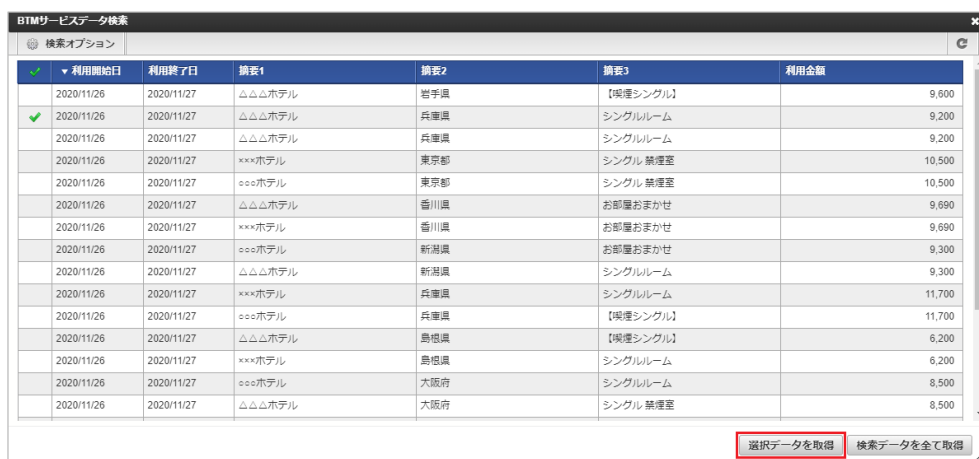 BTMサービスデータ検索
検索オプション
▼利用開始日 利用終了日 摘要1 摘要2 摘要3 利用金額
2020/11/26 2020/11/27 △△△ホテル 岩手県 【喫煙シングル】 9,600
2020/11/26 2020/11/27 △△△ホテル 兵庫県 シングルルーム 9,200
2020/11/26 2020/11/27 △△△ホテル 兵庫県 シングルルーム 9,200
2020/11/26 2020/11/27 ×××ホテル 東京都 シングル 禁煙室 10,500
2020/11/26 2020/11/27 ○○○ホテル 東京都 シングル 禁煙室 10,500
2020/11/26 2020/11/27 △△△ホテル 香川県 お部屋おまかせ 9,690
2020/11/26 2020/11/27 ×××ホテル 香川県 お部屋おまかせ 9,690
2020/11/26 2020/11/27 ○○○ホテル 新潟県 お部屋おまかせ 9,300
2020/11/26 2020/11/27 △△△ホテル 新潟県 シングルルーム 9,300
2020/11/26 2020/11/27 ×××ホテル 兵庫県 シングルルーム 11,700
2020/11/26 2020/11/27 ○○○ホテル 兵庫県 【喫煙シングル】 11,700
2020/11/26 2020/11/27 △△△ホテル 島根県 【喫煙シングル】 6,200
2020/11/26 2020/11/27 ×××ホテル 島根県 シングルルーム 6,200
2020/11/26 2020/11/27 ○○○ホテル 大阪府 シングルルーム 8,500
2020/11/26 2020/11/27 △△△ホテル 大阪府 シングル 禁煙室 8,500
選択データを取得 検索データを全て取得